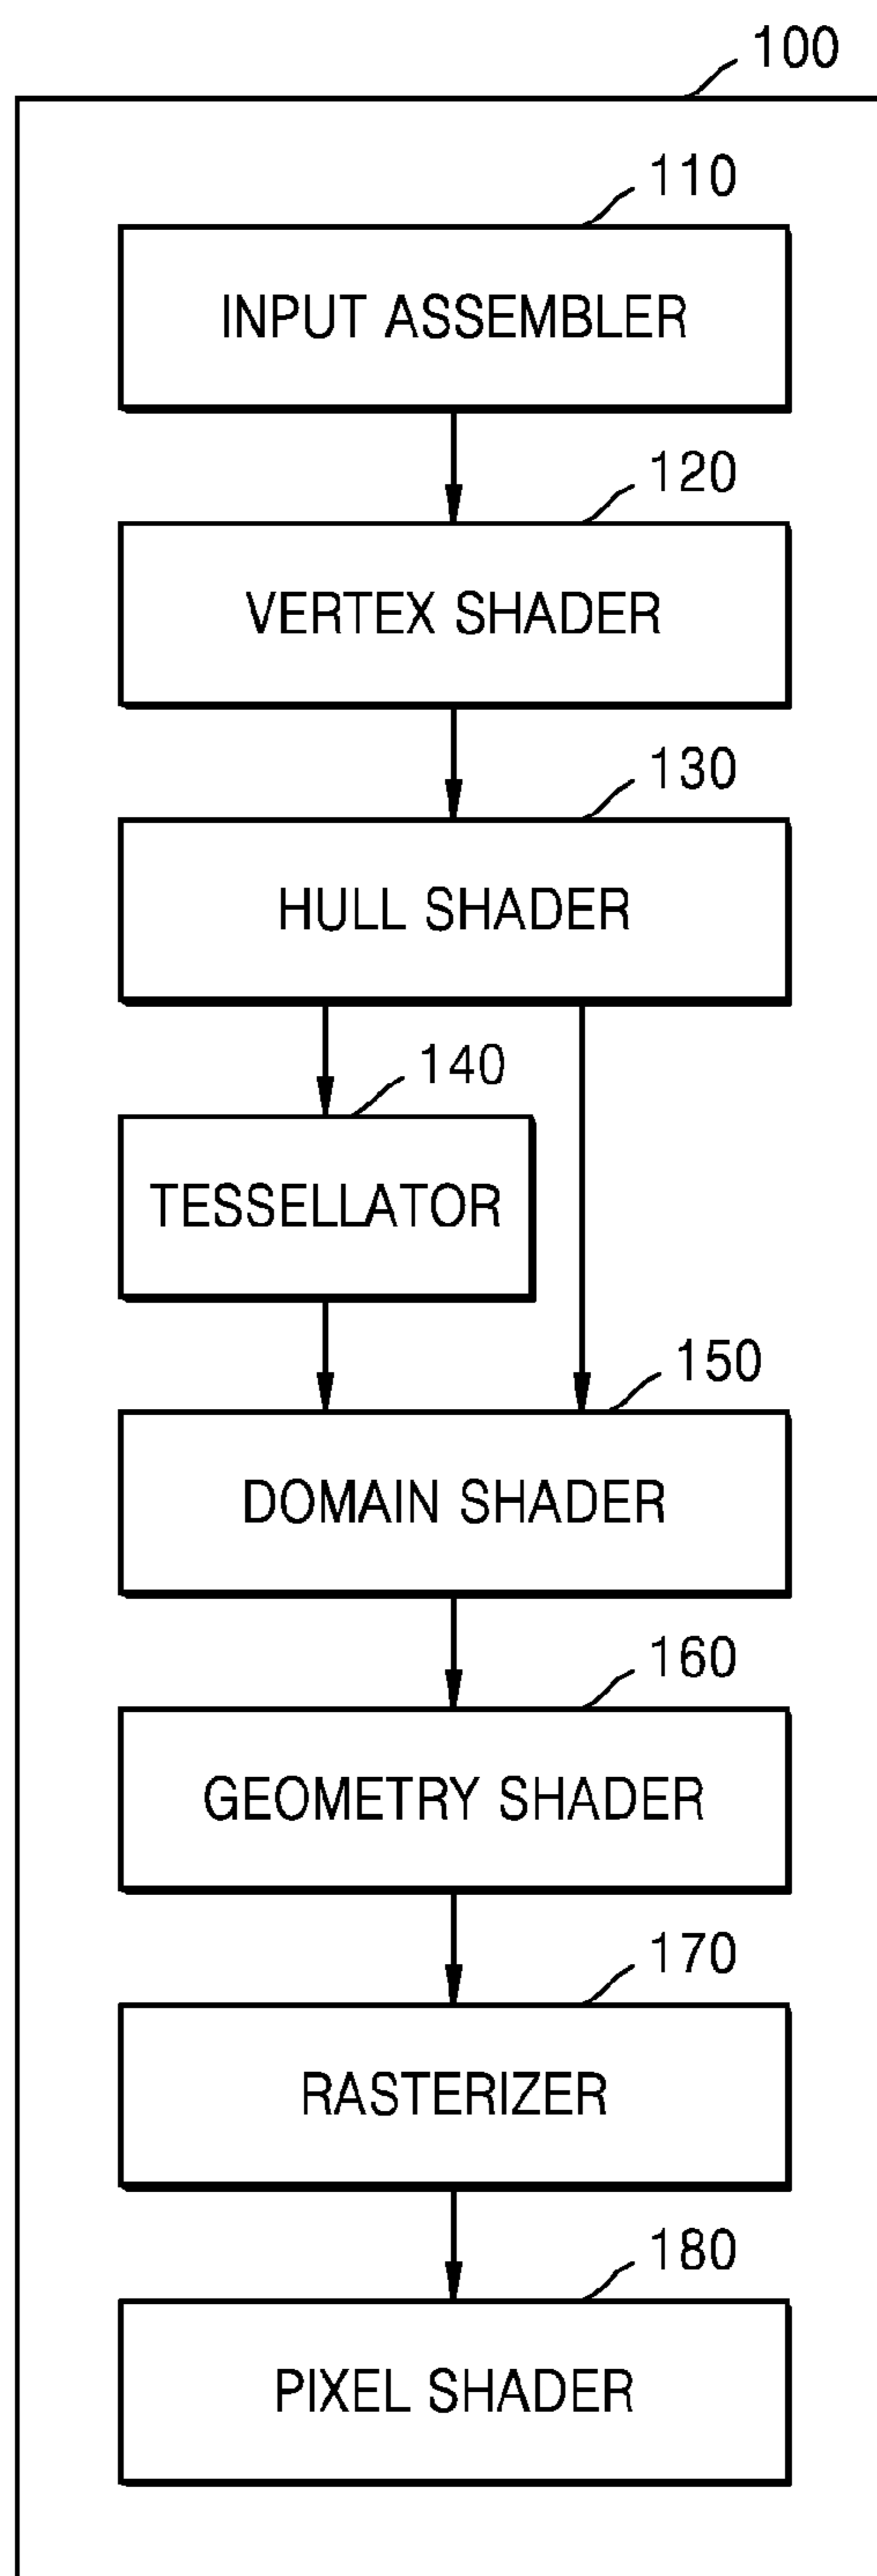 100
110
INPUT ASSEMBLER
120
VERTEX SHADER
130
HULL SHADER
140
TESSELLATOR
150
DOMAIN SHADER
160
GEOMETRY SHADER
170
RASTERIZER
180
PIXEL SHADER